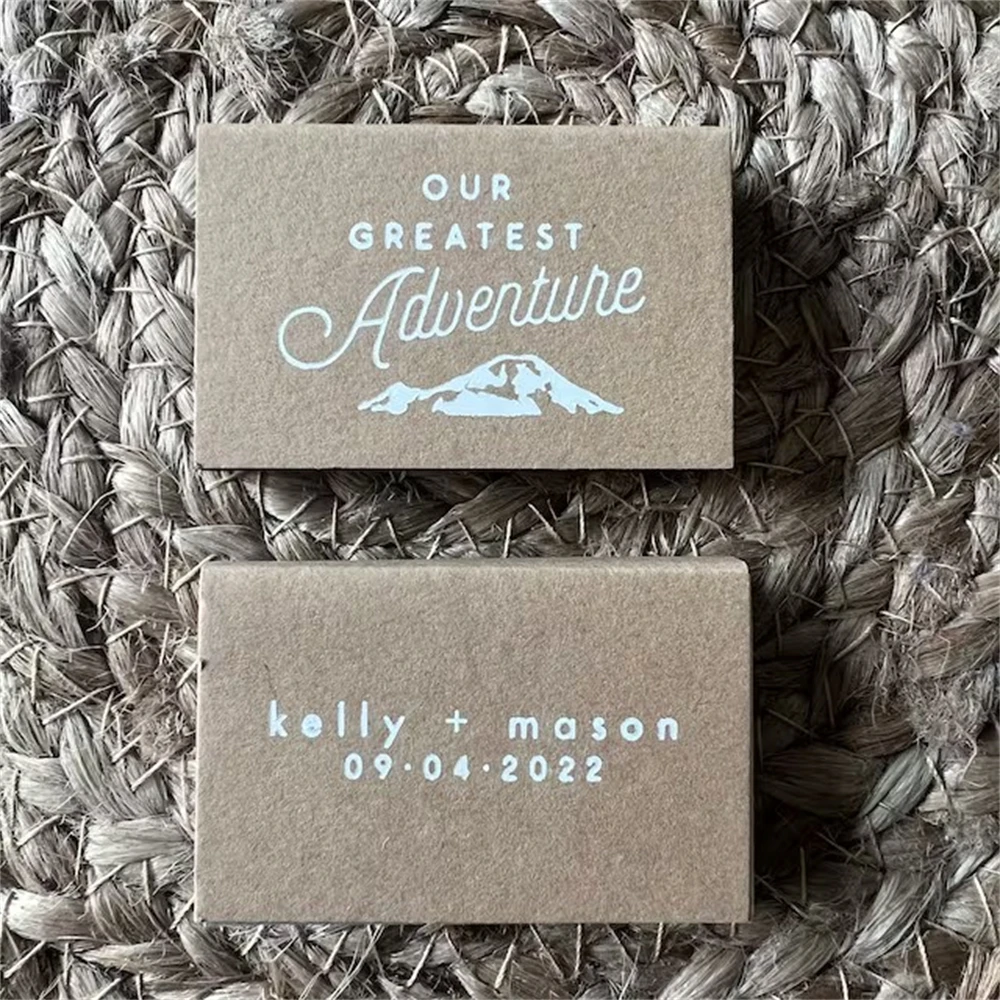 OUR
GREATEST
Adventure
kelly + mason
09·04·2022